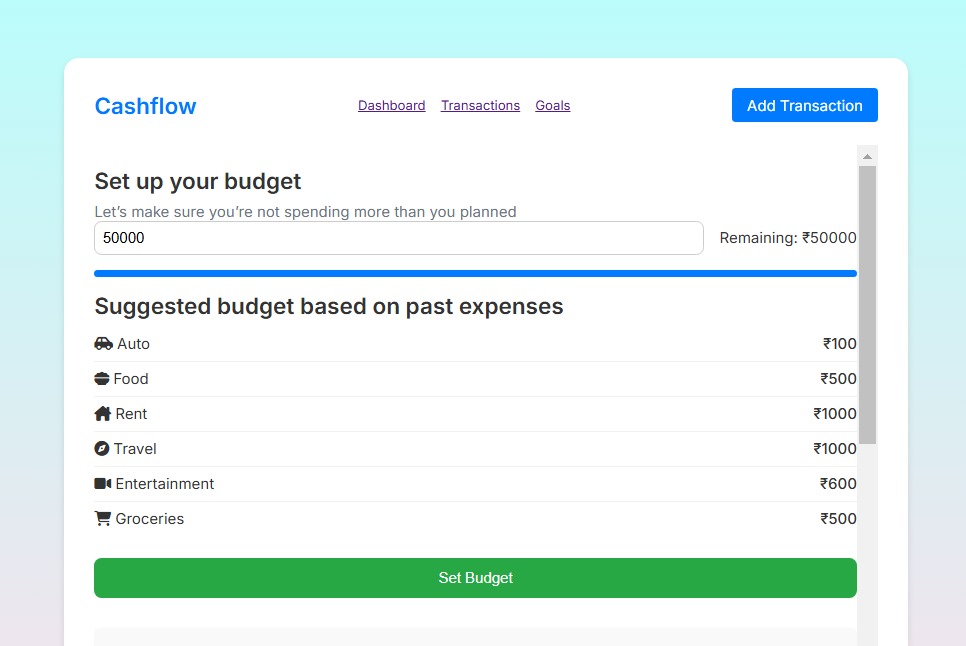 Cashflow
Dashboard Transactions Goals
Add Transaction
Set up your budget
Let’s make sure you’re not spending more than you planned
50000
Remaining: ₹50000
Suggested budget based on past expenses
Auto ₹100
Food ₹500
Rent ₹1000
Travel ₹1000
Entertainment ₹600
Groceries ₹500
Set Budget